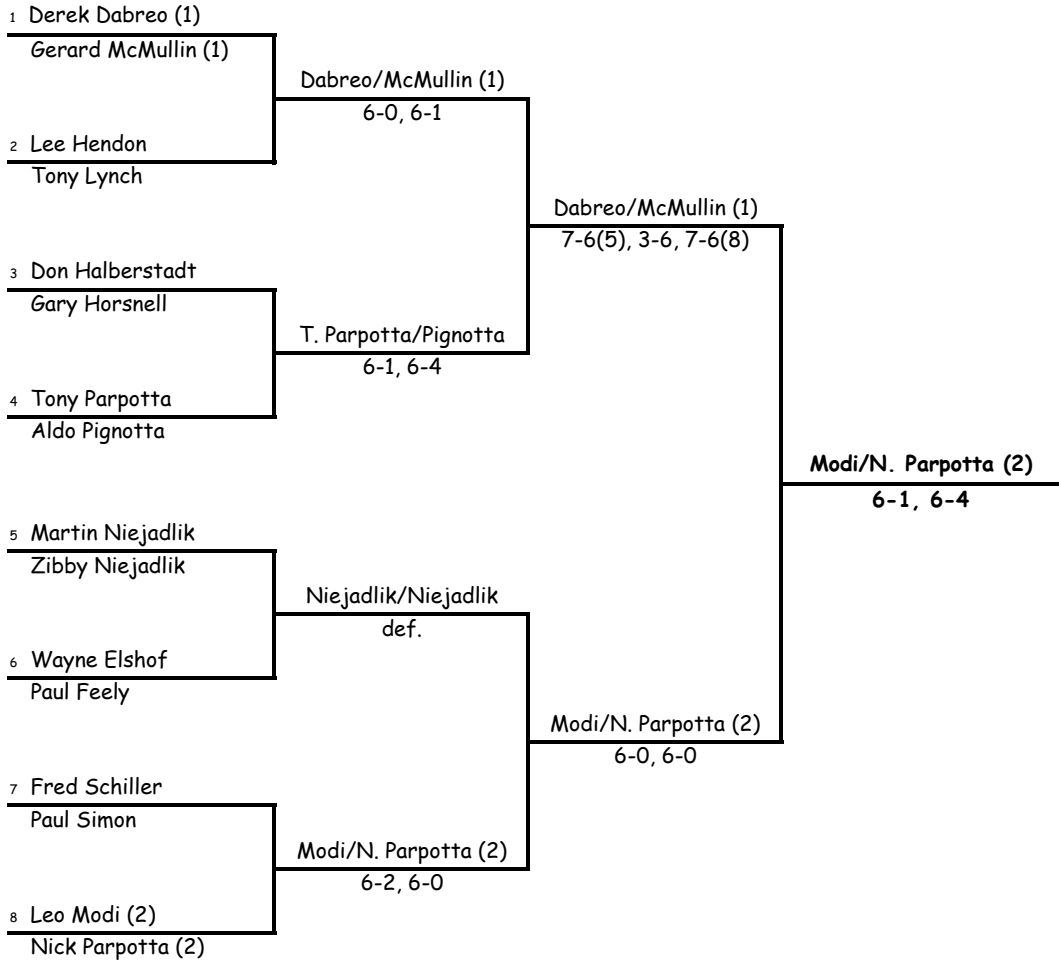 1 Derek Dabreo (1)
Gerard McMullin (1)
Dabreo/McMullin (1)
6-0, 6-1
2 Lee Hendon
Tony Lynch
Dabreo/McMullin (1)
7-6(5), 3-6, 7-6(8)
3 Don Halberstadt
Gary Horsnell
T. Parpotta/Pignotta
6-1, 6-4
4 Tony Parpotta
Aldo Pignotta
Modi/N. Parpotta (2)
6-1, 6-4
5 Martin Niejadlik
Zibby Niejadlik
Niejadlik/Niejadlik
def.
6 Wayne Elshof
Paul Feely
Modi/N. Parpotta (2)
6-0, 6-0
7 Fred Schiller
Paul Simon
Modi/N. Parpotta (2)
6-2, 6-0
8 Leo Modi (2)
Nick Parpotta (2)